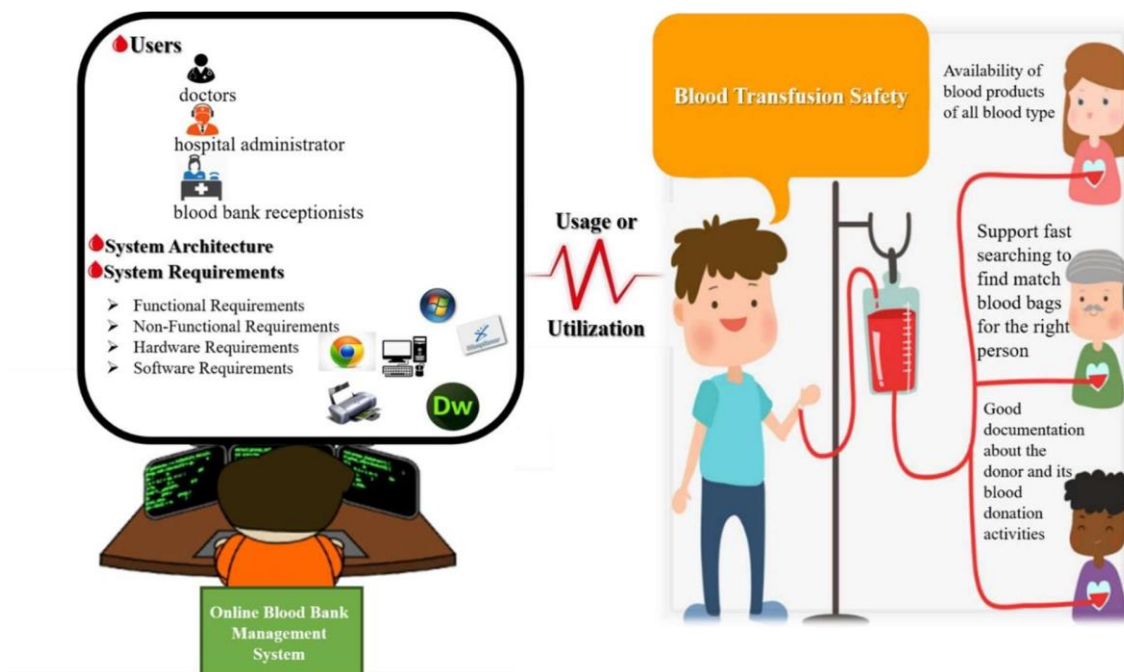 Users
doctors
hospital administrator
blood bank receptionists
System Architecture
System Requirements
➢ Functional Requirements
➢ Non-Functional Requirements
➢ Hardware Requirements
➢ Software Requirements
Dw
Online Blood Bank
Management
System
Usage or
Utilization
Blood Transfusion Safety
Availability of
blood products
of all blood type
Support fast
searching to
find match
blood bags
for the right
person
Good
documentation
about the
donor and its
blood
donation
activities